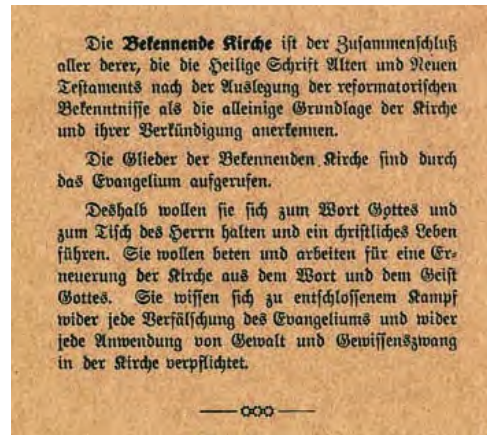 Die Bekennende Kirche ist der Zusammenschluß
aller derer, die die Heilige Schrift Alten und Neuen
Testaments nach der Auslegung der reformatorischen
Bekenntnisse als die alleinige Grundlage der Kirche
und ihrer Verkündigung anerkennen.
Die Glieder der Bekennenden Kirche sind durch
das Evangelium aufgerufen.
Deshalb wollen sie sich zum Wort Gottes und
zum Tisch des Herrn halten und ein christliches Leben
führen. Sie wollen beten und arbeiten für eine Er-
neuerung der Kirche aus dem Wort und dem Geist
Gottes. Sie wissen sich zu entschlossenem Kampf
wider jede Verfälschung des Evangeliums und wider
jede Anwendung von Gewalt und Gewissenszwang
in der Kirche verpflichtet.